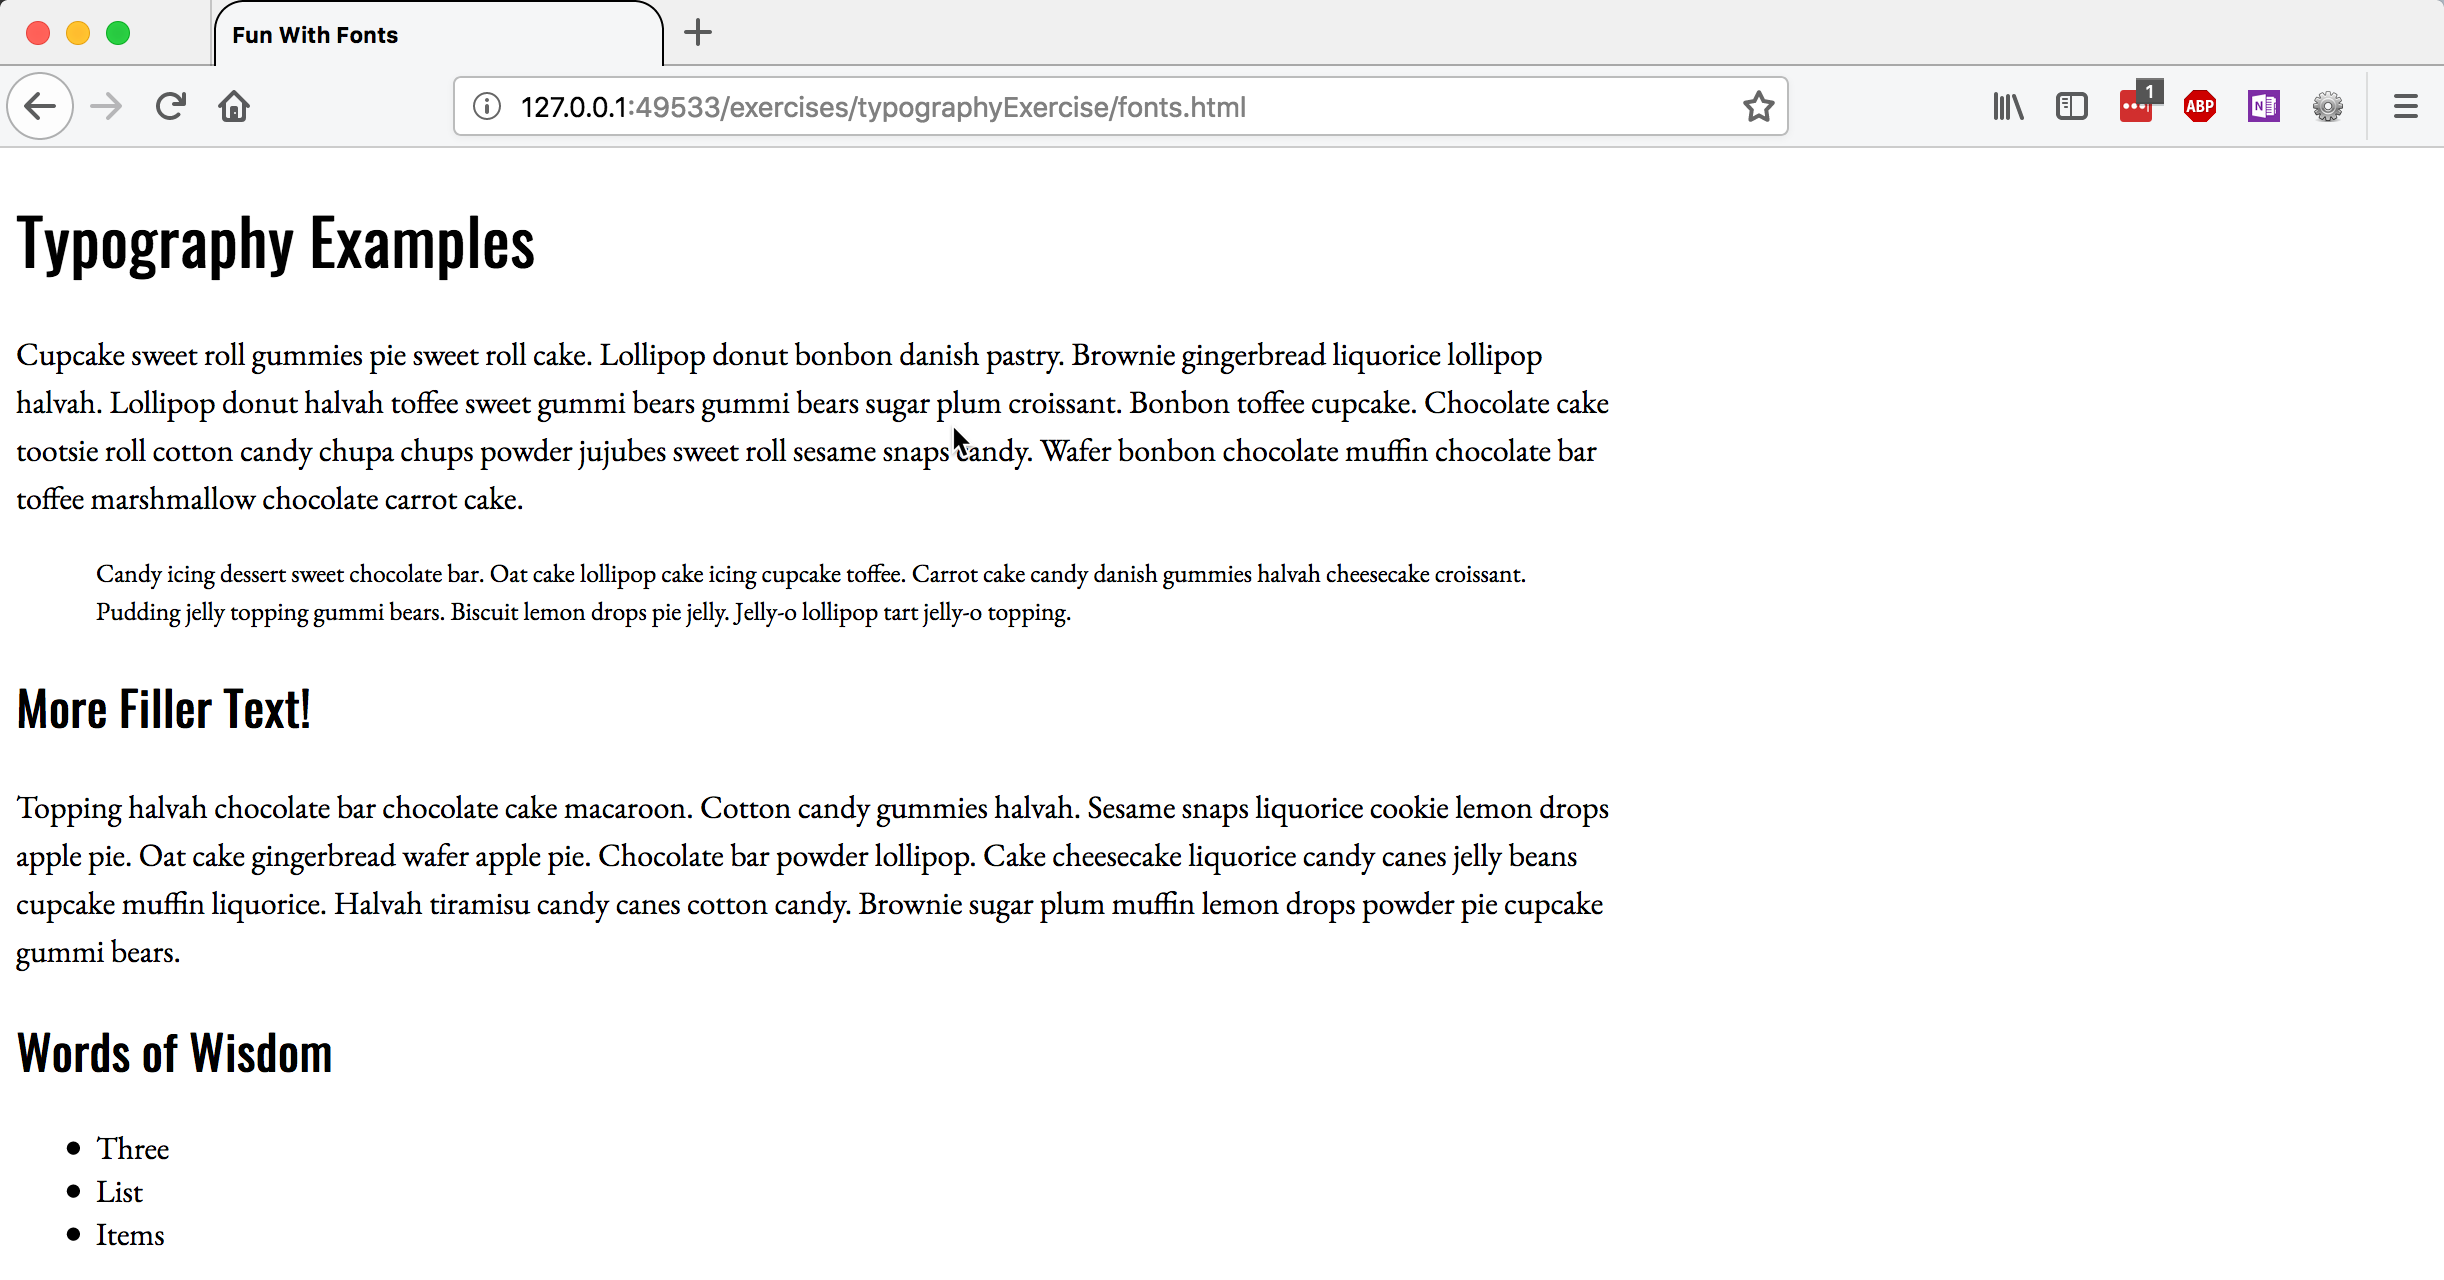 Fun With Fonts
127.0.0.1:49533/exercises/typographyExercise/fonts.html
1
ABP
N
Typography Examples
Cupcake sweet roll gummies pie sweet roll cake. Lollipop donut bonbon danish pastry. Brownie gingerbread liquorice lollipop
halvah. Lollipop donut halvah toffee sweet gummi bears gummi bears sugar plum croissant. Bonbon toffee cupcake. Chocolate cake
tootsie roll cotton candy chupa chups powder jujubes sweet roll sesame snaps candy. Wafer bonbon chocolate muffin chocolate bar
toffee marshmallow chocolate carrot cake.
Candy icing dessert sweet chocolate bar. Oat cake lollipop cake icing cupcake toffee. Carrot cake candy danish gummies halvah cheesecake croissant.
Pudding jelly topping gummi bears. Biscuit lemon drops pie jelly. Jelly-o lollipop tart jelly-o topping.
More Filler Text!
Topping halvah chocolate bar chocolate cake macaroon. Cotton candy gummies halvah. Sesame snaps liquorice cookie lemon drops
apple pie. Oat cake gingerbread wafer apple pie. Chocolate bar powder lollipop. Cake cheesecake liquorice candy canes jelly beans
cupcake muffin liquorice. Halvah tiramisu candy canes cotton candy. Brownie sugar plum muffin lemon drops powder pie cupcake
gummi bears.
Words of Wisdom
Three
List
Items